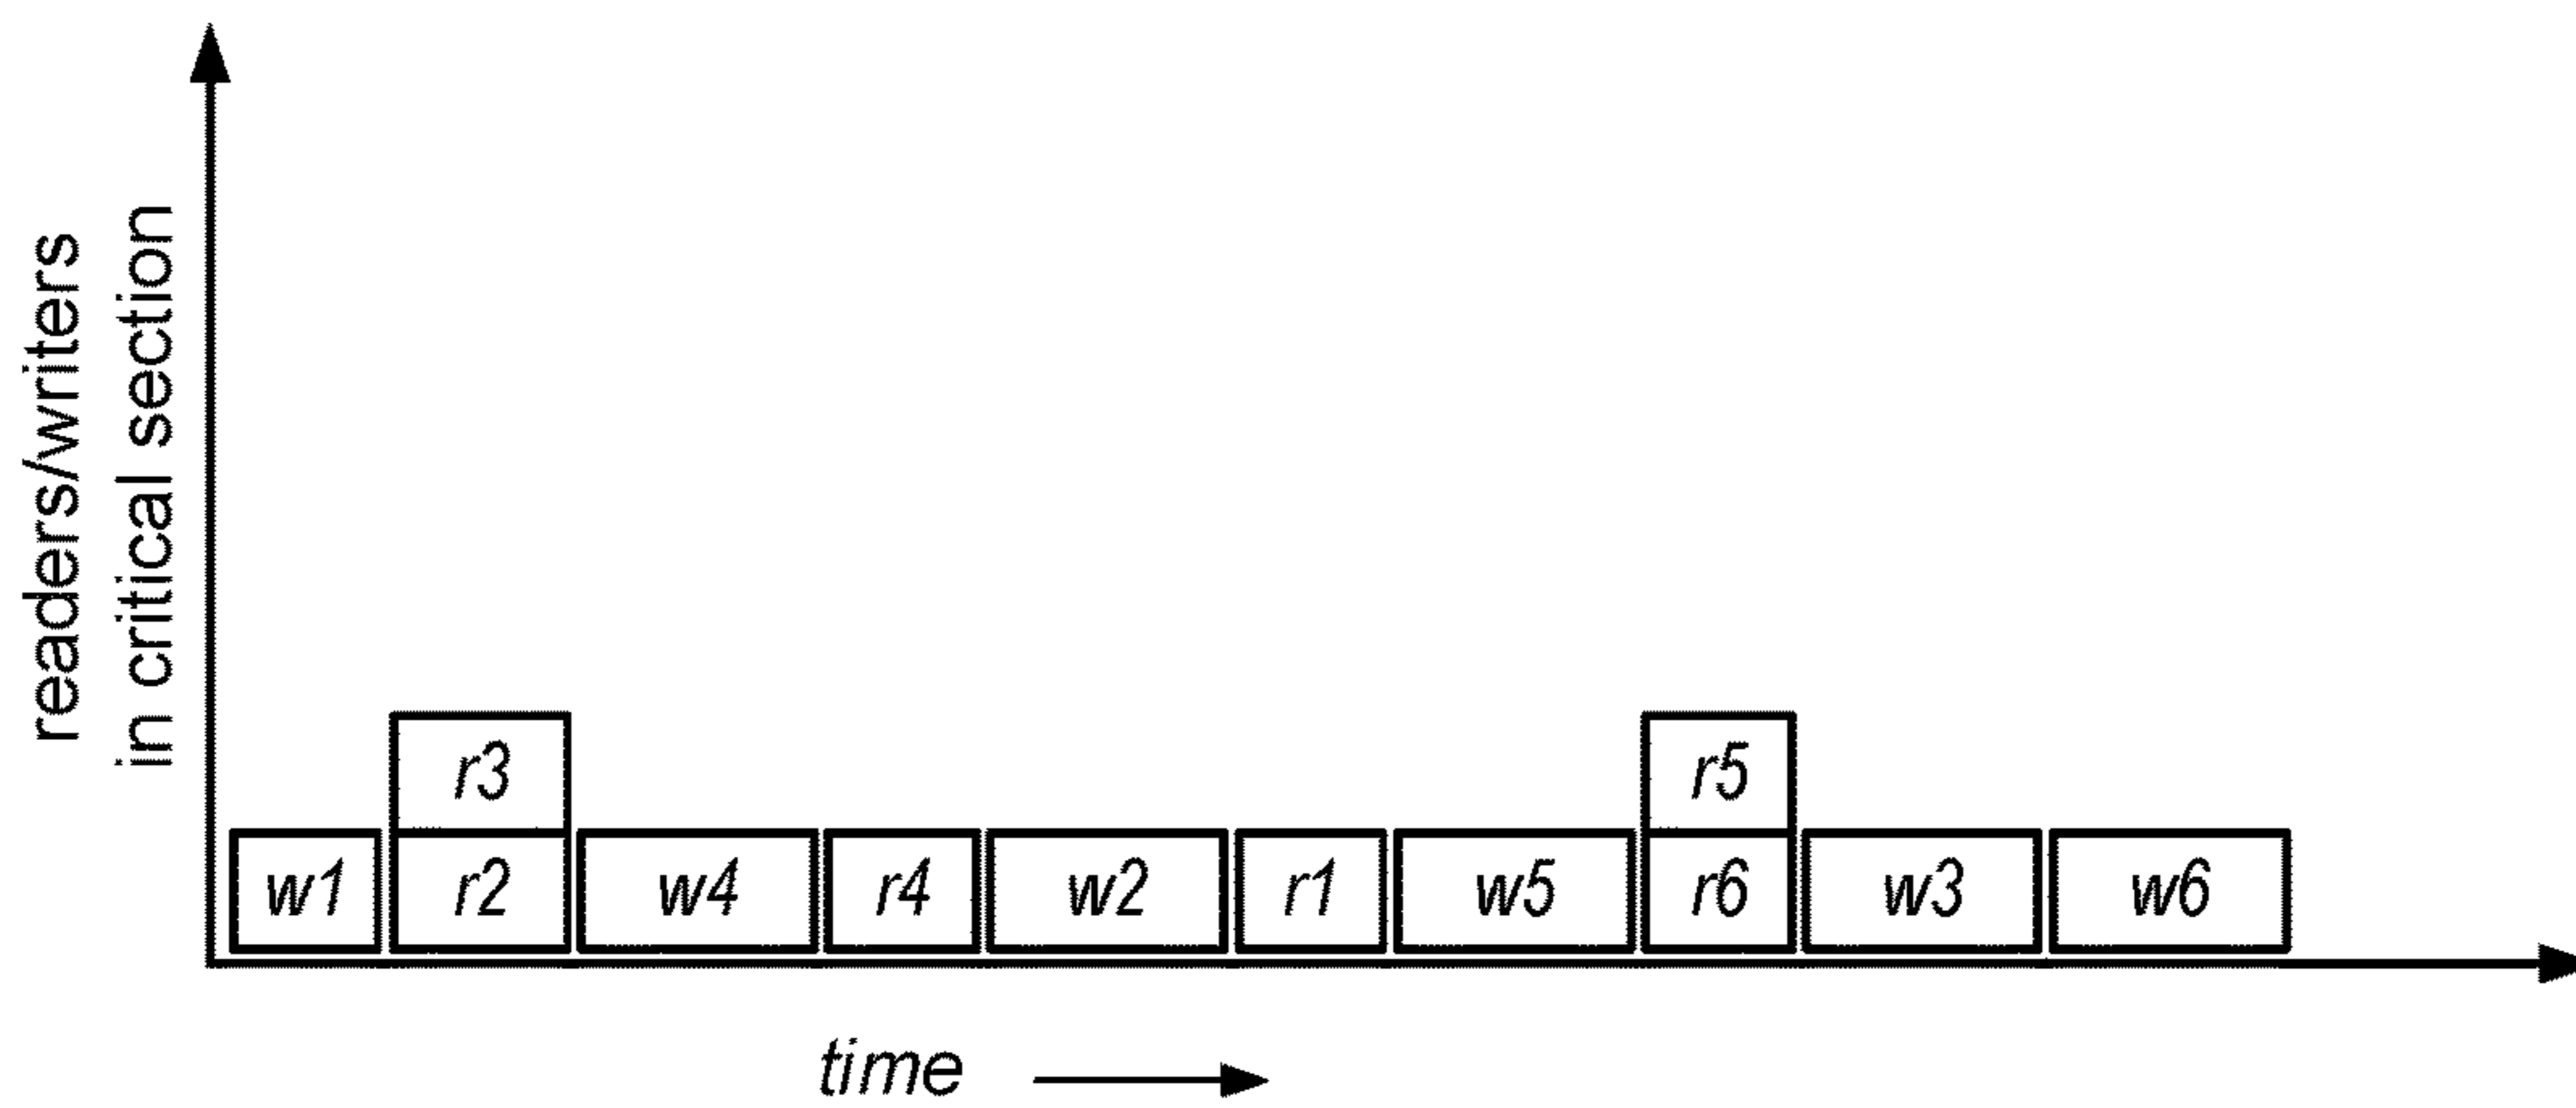 readers/writers
in critical section
r3 r5
w1 r2 w4 r4 w2 r1 w5 r6 w3 w6
time